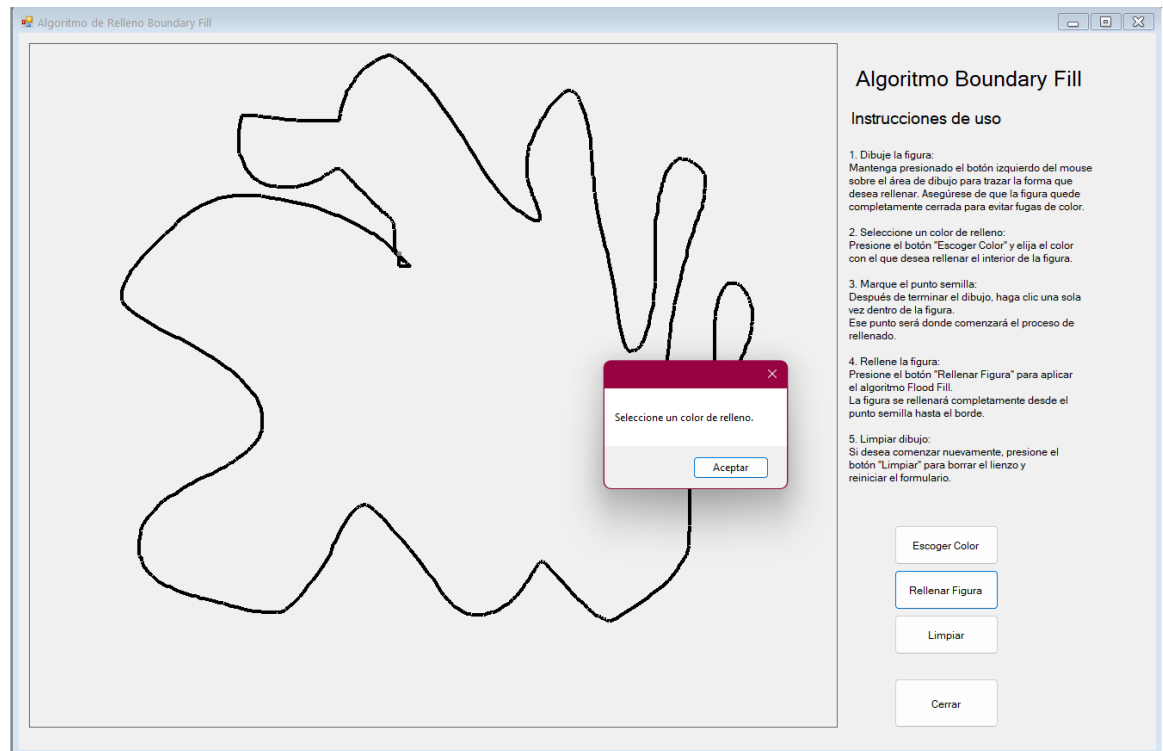 Algoritmo de Relleno Boundary Fill
Algoritmo Boundary Fill
Instrucciones de uso
1. Dibuje la figura:
Mantenga presionado el botón izquierdo del mouse
sobre el área de dibujo para trazar la forma que
desea rellenar. Asegúrese de que la figura quede
completamente cerrada para evitar fugas de color.
2. Seleccione un color de relleno:
Presione el botón "Escoger Color" y elija el color
con el que desea rellenar el interior de la figura.
3. Marque el punto semilla:
Después de terminar el dibujo, haga clic una sola
vez dentro de la figura.
Ese punto será donde comenzará el proceso de
rellenado.
4. Rellene la figura:
Presione el botón "Rellenar Figura" para aplicar
el algoritmo Flood Fill.
La figura se rellenará completamente desde el
punto semilla hasta el borde.
5. Limpiar dibujo:
Si desea comenzar nuevamente, presione el
botón "Limpiar" para borrar el lienzo y
reiniciar el formulario.
Seleccione un color de relleno.
Aceptar
Escoger Color
Rellenar Figura
Limpiar
Cerrar